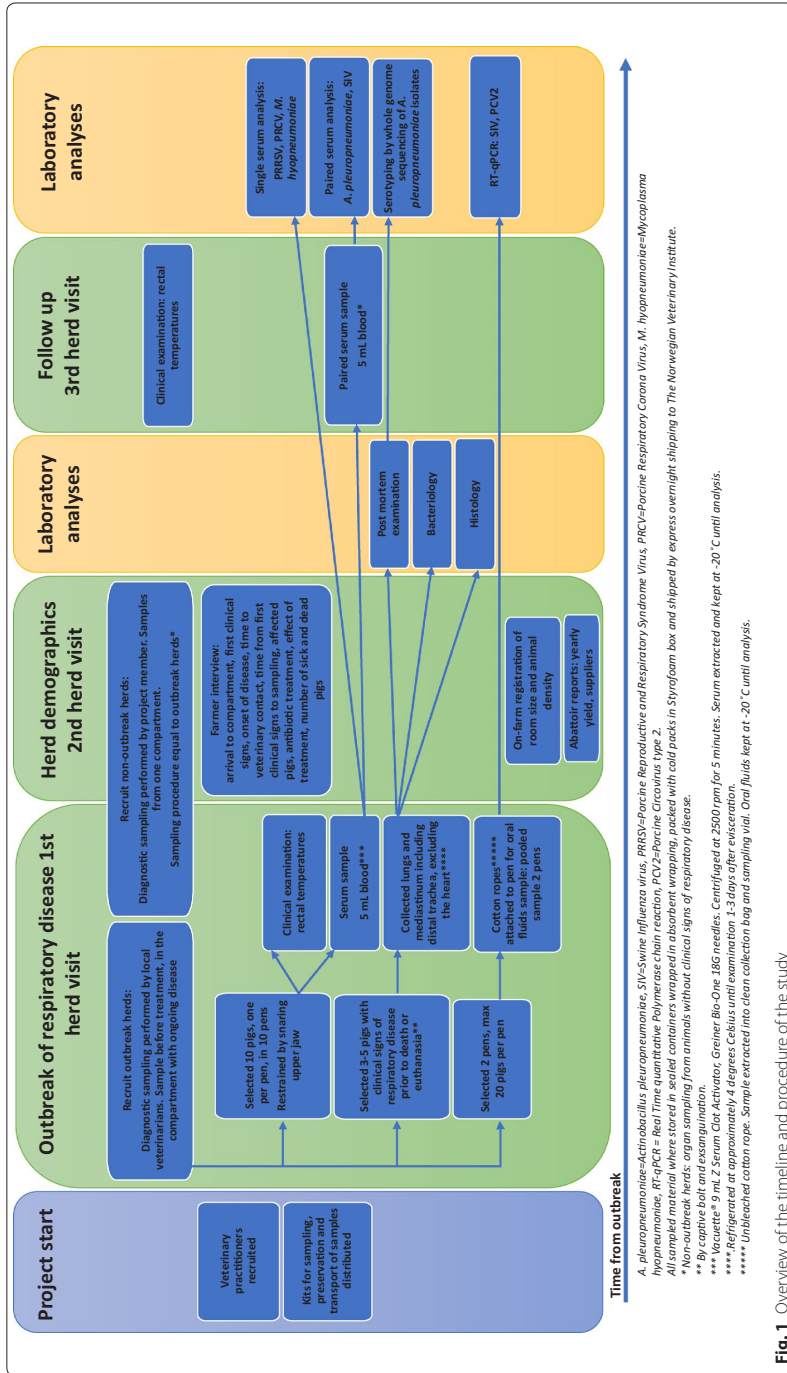 Project start
Veterinary
practitioners
recruited
Kits for sampling,
preservation and
transport of samples
distributed
Outbreak of respiratory disease 1st
herd visit
Recruit outbreak herds:
Diagnostic sampling performed by local
veterinarians. Sample before treatment, in the
compartment with ongoing disease
Selected 10 pigs, one
per pen, in 10 pens
Restrained by snaring
upper jaw
Selected 3-5 pigs with
clinical signs of
respiratory disease
prior to death or
euthanasia**
Selected 2 pens, max
20 pigs per pen
Clinical examination:
rectal temperatures
Serum sample
5 mL blood***
Collected lungs and
mediastinum including
distal trachea, excluding
the heart****
Cotton ropes*****
attached to pen for oral
fluids sample: pooled
sample 2 pens
Herd demographics
2nd herd visit
Recruit non-outbreak herds:
Diagnostic sampling performed by project member. Samples
from one compartment.
Sampling procedure equal to outbreak herds*
Farmer interview:
arrival to compartment, first clinical
signs, onset of disease, time to
veterinary contact, time from first
clinical signs to sampling, affected
pigs, antibiotic treatment, effect of
treatment, number of sick and dead
pigs
On-farm registration of
room size and animal
density
Abattoir reports: yearly
yield, suppliers
Laboratory
analyses
Post mortem
examination
Bacteriology
Histology
Follow up
3rd herd visit
Clinical examination: rectal
temperatures
Paired serum sample
5 mL blood*
Laboratory
analyses
Single serum analysis:
PRRSV, PRCV, M.
hyopneumoniae
Paired serum analysis:
A. pleuropneumoniae, SIV
Serotyping by whole genome
sequencing of A.
pleuropneumoniae isolates
RT-qPCR: SIV, PCV2
Time from outbreak
A. pleuropneumoniae=Actinobacillus pleuropneumoniae, SIV=Swine Influenza virus, PRRSV=Porcine Reproductive and Respiratory Syndrome Virus, PRCV=Porcine Respiratory Corona Virus, M. hyopneumoniae=Mycoplasma
hyopneumoniae, RT-qPCR = Real Time quantitative Polymerase chain reaction, PCV2=Porcine Circovirus type 2.
All sampled material where stored in sealed containers wrapped in absorbent wrapping, packed with cold packs in Styrofoam box and shipped by express overnight shipping to The Norwegian Veterinary Institute.
* Non-outbreak herds: organ sampling from animals without clinical signs of respiratory disease.
** By captive bolt and exsanguination.
*** Vacuette® 9 mL Z Serum Clot Activator, Greiner Bio-One 18G needles. Centrifuged at 2500 rpm for 5 minutes. Serum extracted and kept at -20˚C until analysis.
****.Refrigerated at approximately 4 degrees Celsius until examination 1-3 days after evisceration.
***** Unbleached cotton rope. Sample extracted into clean collection bag and sampling vial. Oral fluids kept at -20˚C until analysis.
Fig. 1 Overview of the timeline and procedure of the study